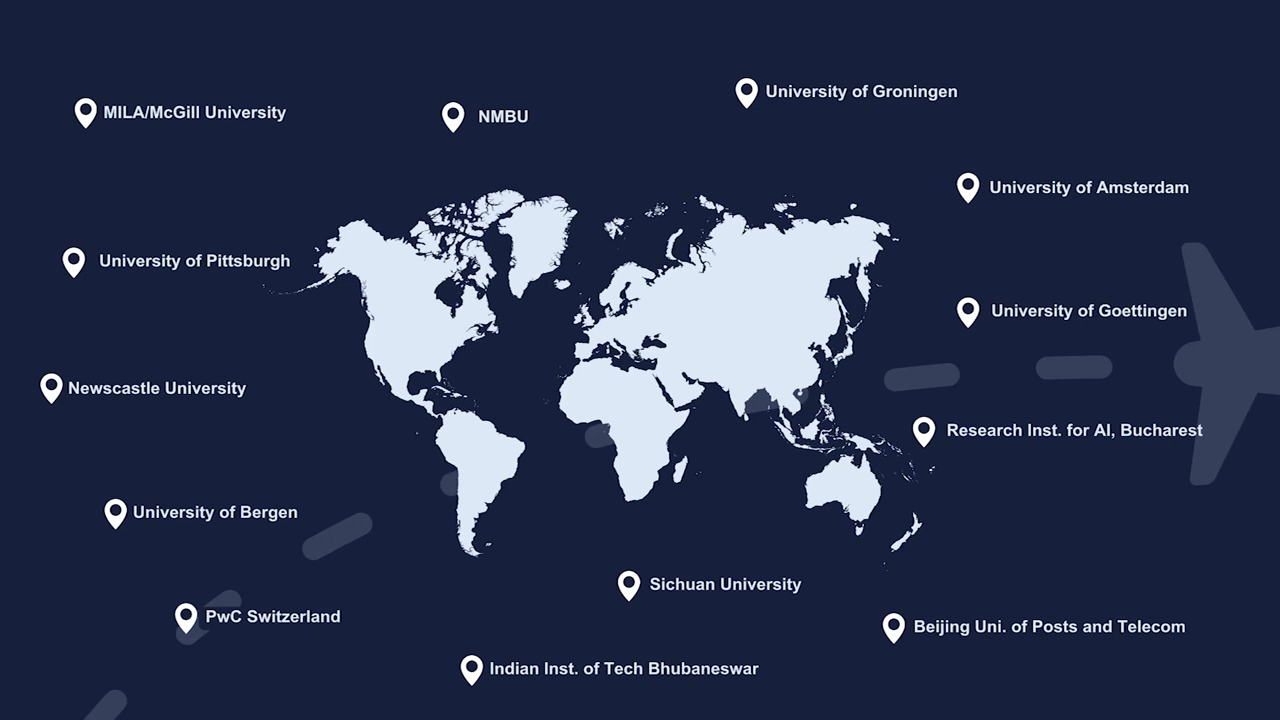 University of Groningen
MILA/McGill University
NMBU
University of Amsterdam
University of Pittsburgh
University of Goettingen
Newscastle University
Research Inst. for AI, Bucharest
University of Bergen
Sichuan University
PwC Switzerland
Beijing Uni. of Posts and Telecom
Indian Inst. of Tech Bhubaneswar